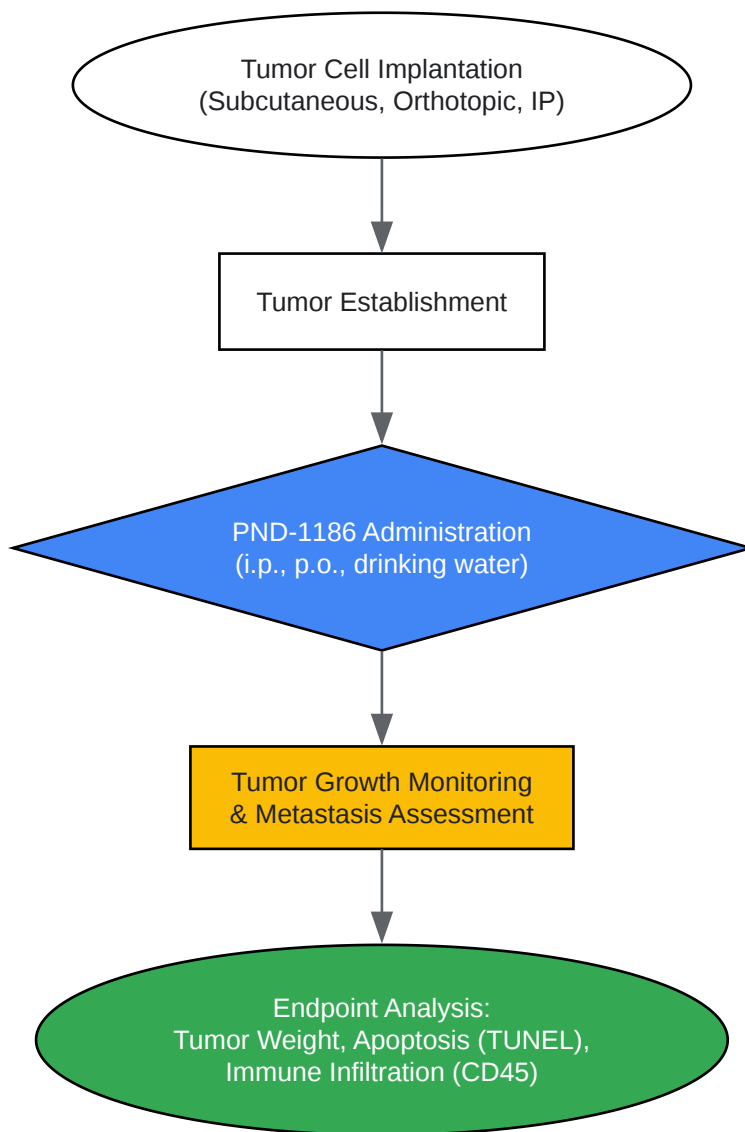 Tumor Cell Implantation
(Subcutaneous, Orthotopic, IP)
Tumor Establishment
PND-1186 Administration
(i.p., p.o., drinking water)
Tumor Growth Monitoring
& Metastasis Assessment
Endpoint Analysis:
Tumor Weight, Apoptosis (TUNEL),
Immune Infiltration (CD45)